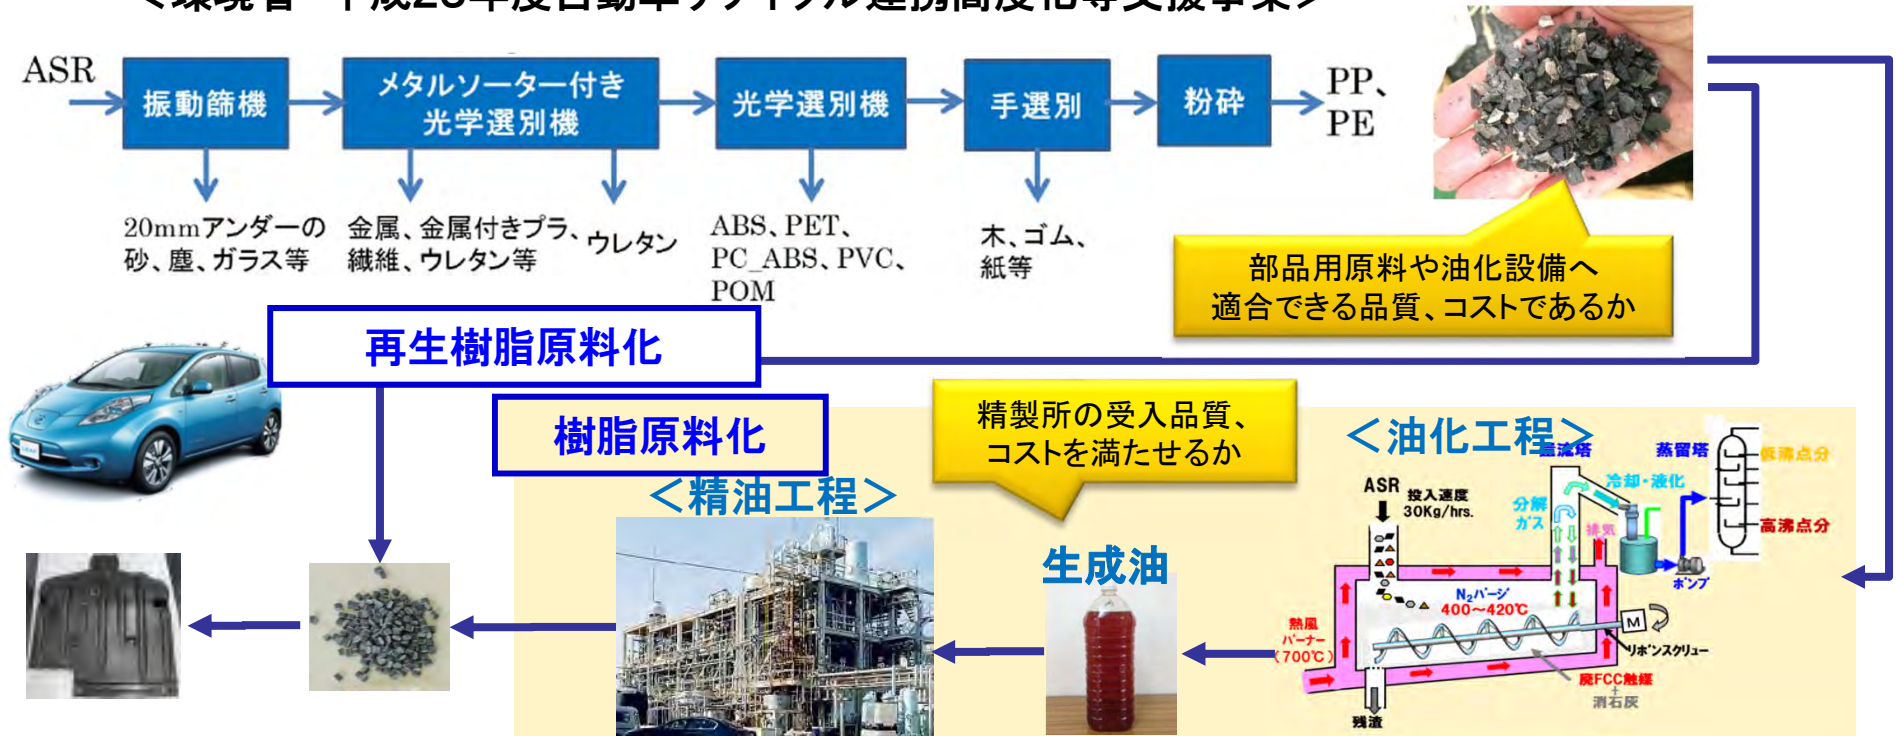 ASR
振動篩機
メタルソーター付き
光学選別機
光学選別機
手選別
粉砕
PP、
PE
20mmアンダーの
砂、塵、ガラス等
金属、金属付きプラ、
繊維、ウレタン等
ウレタン
ABS、PET、
PC_ABS、PVC、
POM
木、ゴム、
紙等
部品用原料や油化設備へ
適合できる品質、コストであるか
再生樹脂原料化
樹脂原料化
精製所の受入品質、
コストを満たせるか
＜油化工程＞
＜精油工程＞
生成油
ASR
投入速度
30Kg/hrs.
分解
ガス
冷却・液化
蒸留塔
高沸点分
排気
ポンプ
N₂パージ
400～420℃
熱風
バーナー
(700℃)
M
リボンスクリュー
廃FCC触媒
+
消石灰
残渣